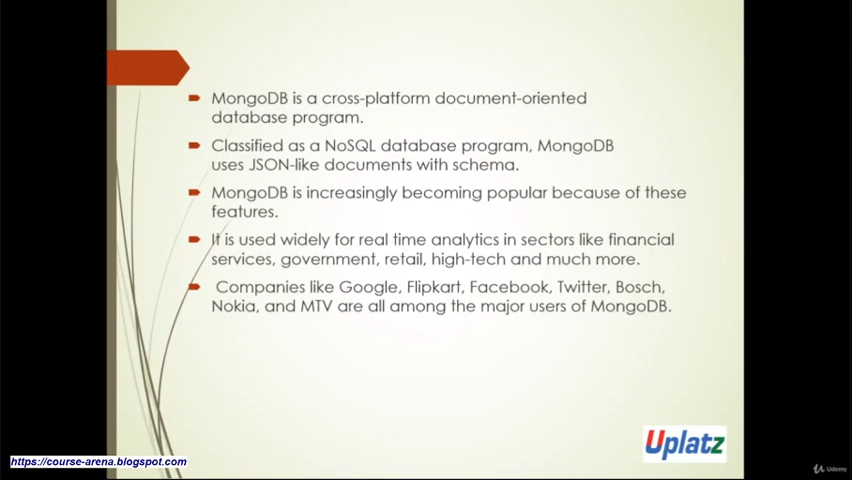 MongoDB is a cross-platform document-oriented
database program.
Classified as a NoSQL database program, MongoDB
uses JSON-like documents with schema.
MongoDB is increasingly becoming popular because of these
features.
It is used widely for real time analytics in sectors like financial
services, government, retail, high-tech and much more.
Companies like Google, Flipkart, Facebook, Twitter, Bosch,
Nokia, and MTV are all among the major users of MongoDB.
Uplatz
https://course-arena.blogspot.com
Udemy